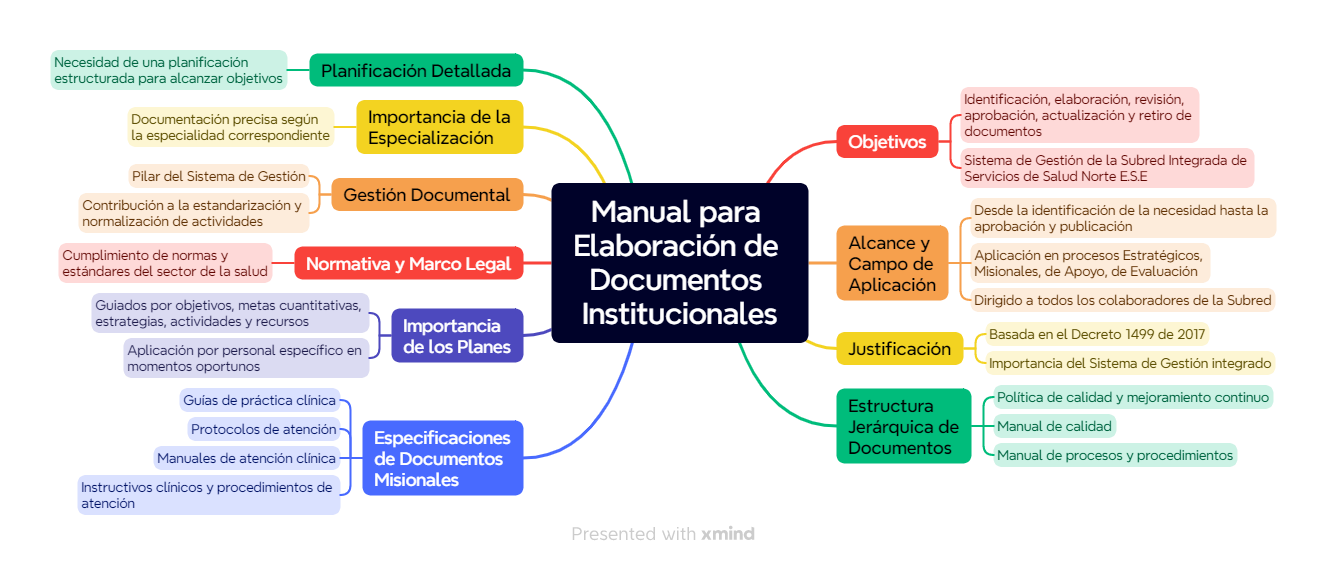 Manual para
Elaboración de
Documentos
Institucionales
Objetivos
Identificación, elaboración, revisión,
aprobación, actualización y retiro de
documentos
Sistema de Gestión de la Subred Integrada de
Servicios de Salud Norte E.S.E
Alcance y
Campo de
Aplicación
Desde la identificación de la necesidad hasta la
aprobación y publicación
Aplicación en procesos Estratégicos,
Misionales, de Apoyo, de Evaluación
Dirigido a todos los colaboradores de la Subred
Justificación
Basada en el Decreto 1499 de 2017
Importancia del Sistema de Gestión integrado
Estructura
Jerárquica de
Documentos
Política de calidad y mejoramiento continuo
Manual de calidad
Manual de procesos y procedimientos
Planificación Detallada
Necesidad de una planificación
estructurada para alcanzar objetivos
Importancia de la
Especialización
Documentación precisa según
la especialidad correspondiente
Gestión Documental
Pilar del Sistema de Gestión
Contribución a la estandarización y
normalización de actividades
Normativa y Marco Legal
Cumplimiento de normas y
estándares del sector de la salud
Importancia
de los Planes
Guiados por objetivos, metas cuantitativas,
estrategias, actividades y recursos
Aplicación por personal específico en
momentos oportunos
Especificaciones
de Documentos
Misionales
Guías de práctica clínica
Protocolos de atención
Manuales de atención clínica
Instructivos clínicos y procedimientos de
atención
Presented with xmind